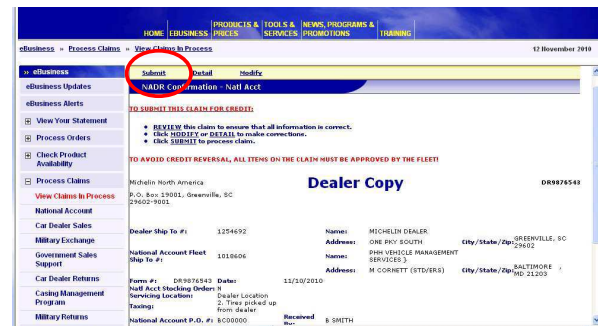 HOME EBUSINESS PRODUCTS & PRICES TOOLS & SERVICES NEWS, PROGRAMS & PROMOTIONS TRAINING
eBusiness » Process Claims » View Claims In Process 12 November 2010
» eBusiness
eBusiness Updates
eBusiness Alerts
View Your Statement
Process Orders
Check Product
Availability
Process Claims
View Claims In Process
National Account
Car Dealer Sales
Military Exchange
Government Sales
Support
Car Dealer Returns
Casing Management
Program
Military Returns
Submit Detail Modify
NADR Confirmation - Natl Acct
TO SUBMIT THIS CLAIM FOR CREDIT:
• REVIEW this claim to ensure that all information is correct.
• Click MODIFY or DETAIL to make corrections.
• Click SUBMIT to process claim.
TO AVOID CREDIT REVERSAL, ALL ITEMS ON THE CLAIM MUST BE APPROVED BY THE FLEET!
Michelin North America Dealer Copy DR9876543
P.O. Box 19001, Greenville, SC
29602-9001
Dealer Ship To #: 1254692 Name: MICHELIN DEALER
Address: ONE PKY SOUTH City/State/Zip: GREENVILLE, SC
29602
National Account Fleet
Ship To #: 1018606 Name: PHH VEHICLE MANAGEMENT
SERVICES }
Address: M CORNETT (STD/ERS) City/State/Zip: BALTIMORE ,
MD 21203
Form #: DR9876543 Date: 11/10/2010
Natl Acct Stocking Order: N
Servicing Location: Dealer Location
Taxing: 2. Tires picked up
from dealer
National Account P.O. #: BC00000 Received
By: B SMITH